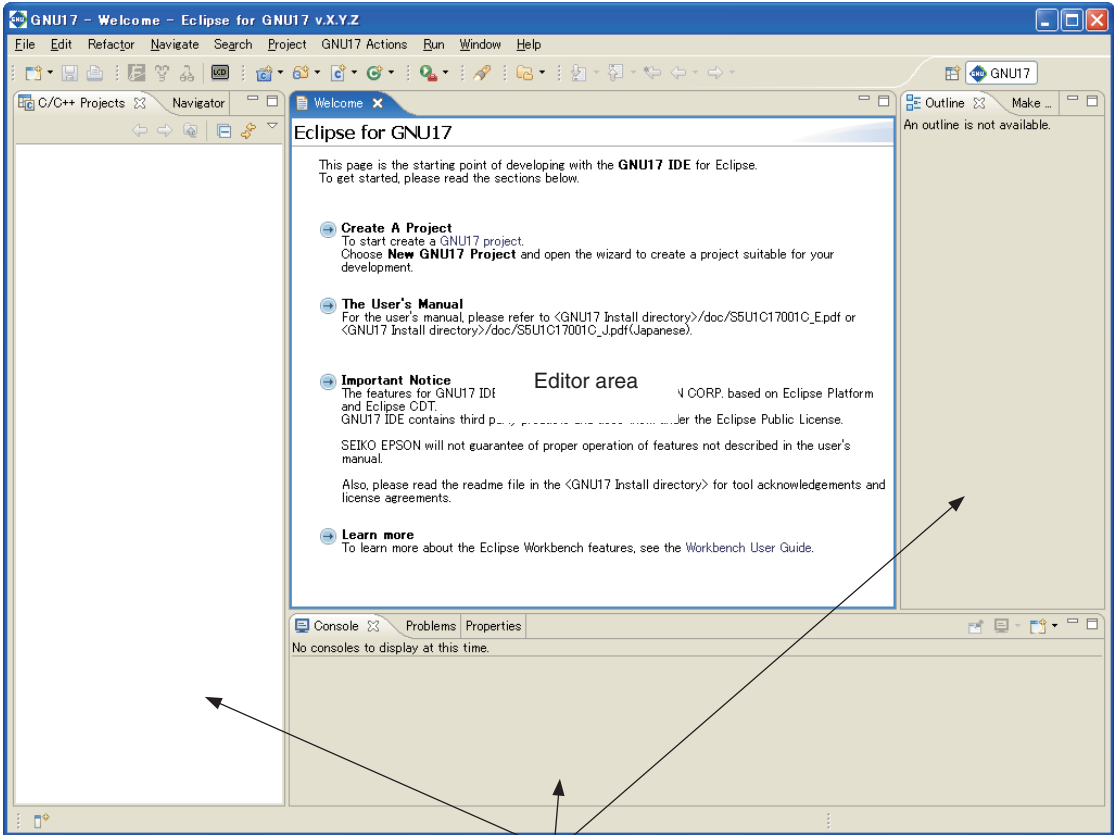 GNU17 - Welcome - Eclipse for GNU17 v.X.Y.Z
File Edit Refactor Navigate Search Project GNU17 Actions Run Window Help
GNU17
C/C++ Projects Navigator
Welcome
Outline Make ...
An outline is not available.
Eclipse for GNU17
This page is the starting point of developing with the GNU17 IDE for Eclipse.
To get started, please read the sections below.
Create A Project
To start create a GNU17 project.
Choose New GNU17 Project and open the wizard to create a project suitable for your
development.
The User's Manual
For the user's manual, please refer to <GNU17 Install directory>/doc/S5U1C17001C_E.pdf or
<GNU17 Install directory>/doc/S5U1C17001C_J.pdf(Japanese).
Important Notice
Editor area
The features for GNU17 IDE CORP. based on Eclipse Platform
and Eclipse CDT.
GNU17 IDE contains third under the Eclipse Public License.
SEIKO EPSON will not guarantee of proper operation of features not described in the user's
manual.
Also, please read the readme file in the <GNU17 Install directory> for tool acknowledgements and
license agreements.
Learn more
To learn more about the Eclipse Workbench features, see the Workbench User Guide.
Console Problems Properties
No consoles to display at this time.